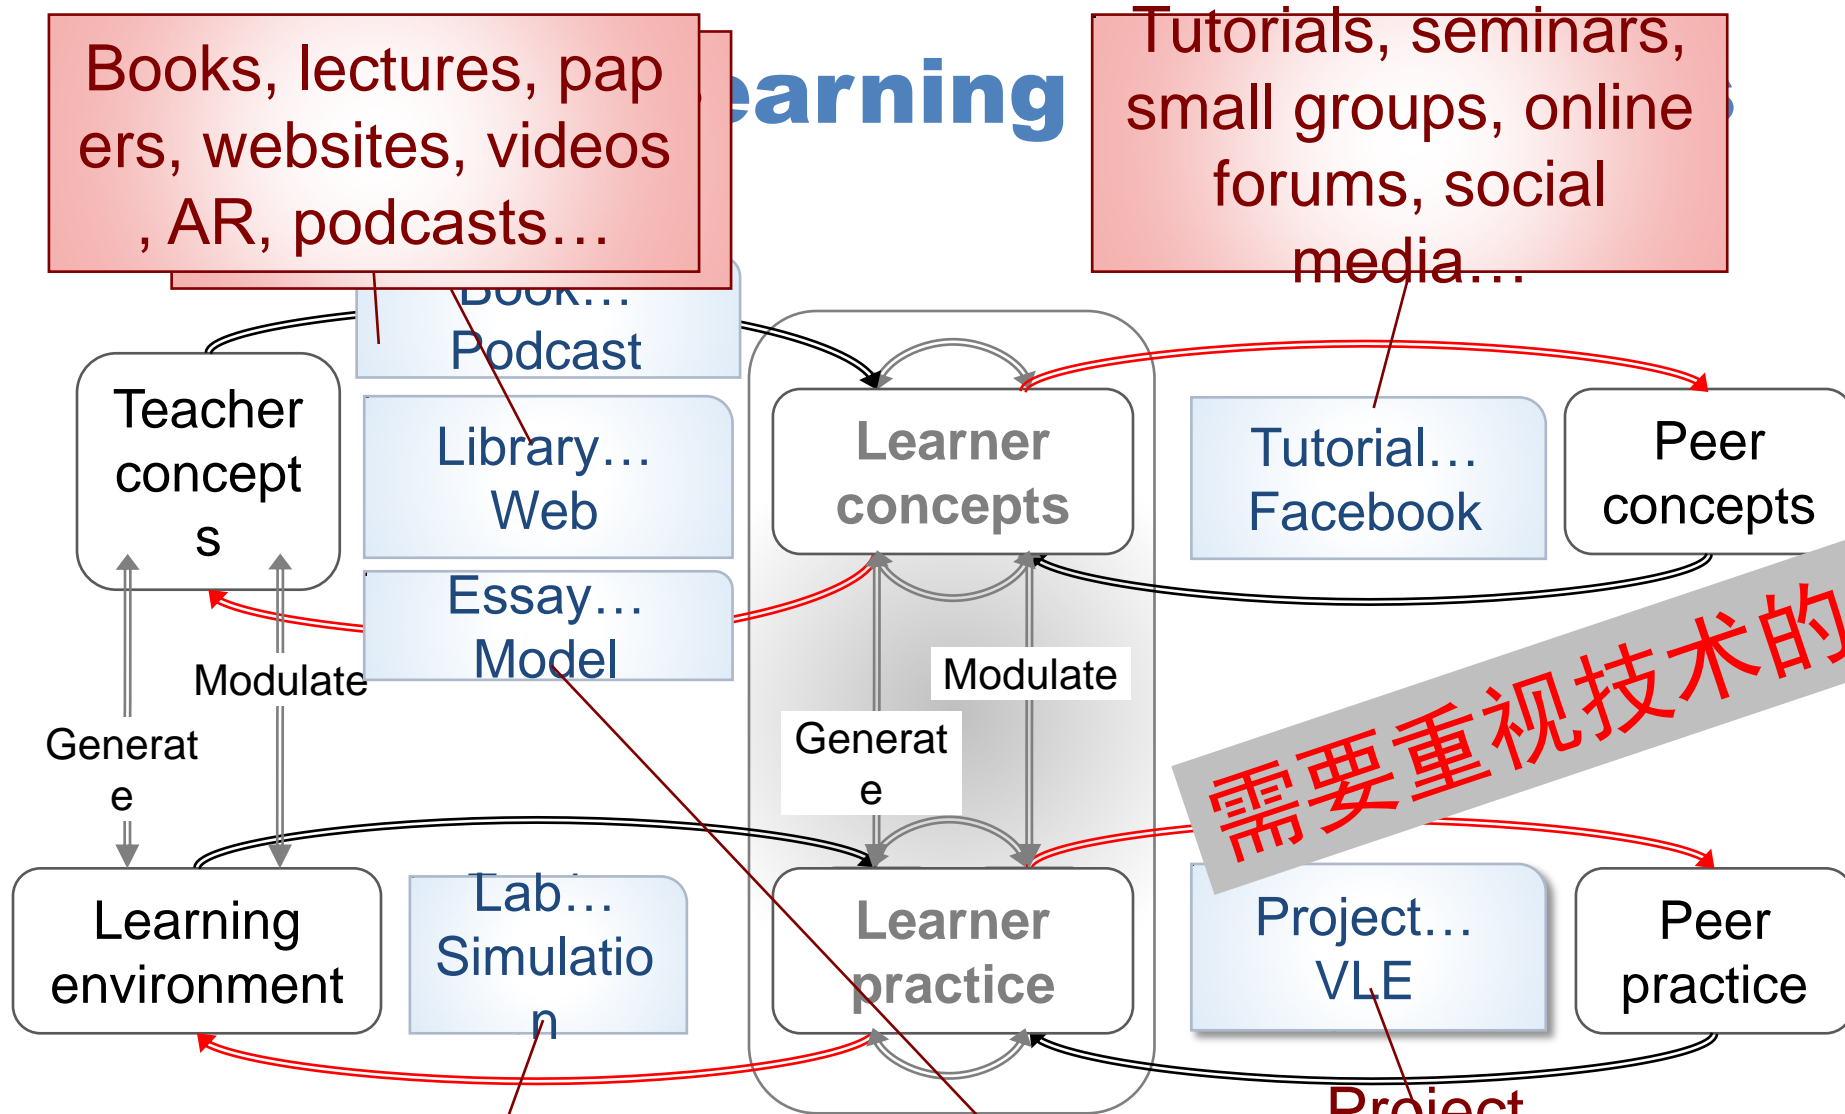 Books, lectures, pap
ers, websites, videos
, AR, podcasts…
earning
Tutorials, seminars,
small groups, online
forums, social
media…
Book…
Podcast
Teacher
concept
s
Library…
Web
Learner
concepts
Tutorial…
Facebook
Peer
concepts
Essay…
Model
Modulate
Generat
e
Modulate
Generat
e
需要重视技术的
Learning
environment
Lab…
Simulatio
n
Learner
practice
Project…
VLE
Peer
practice
Project